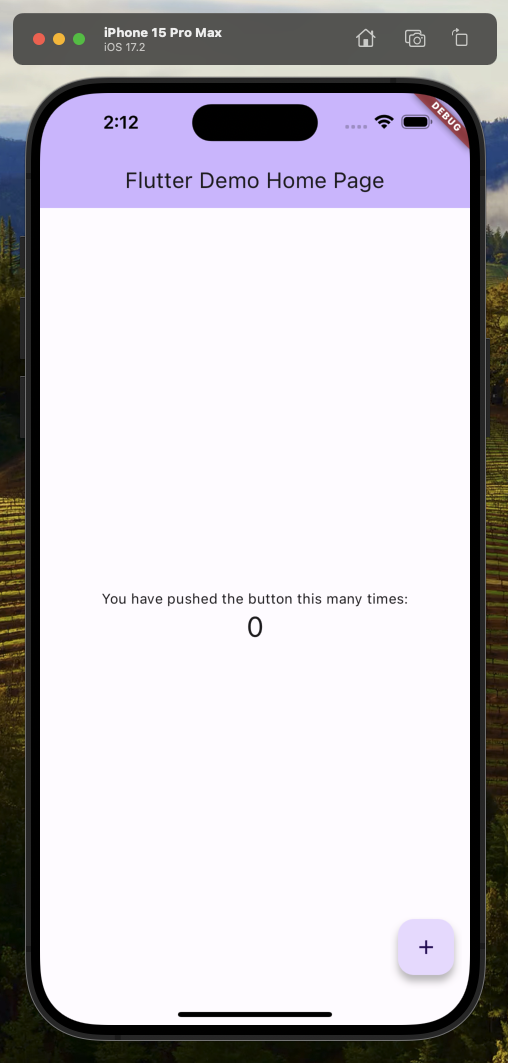 iPhone 15 Pro Max
iOS 17.2
2:12
DEBUG
Flutter Demo Home Page
You have pushed the button this many times:
0
+